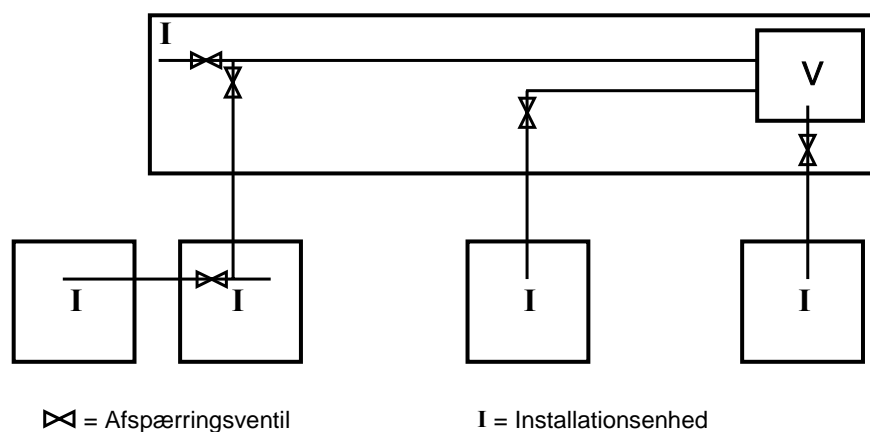 I
V
I I I I
= Afspærringsventil I = Installationsenhed